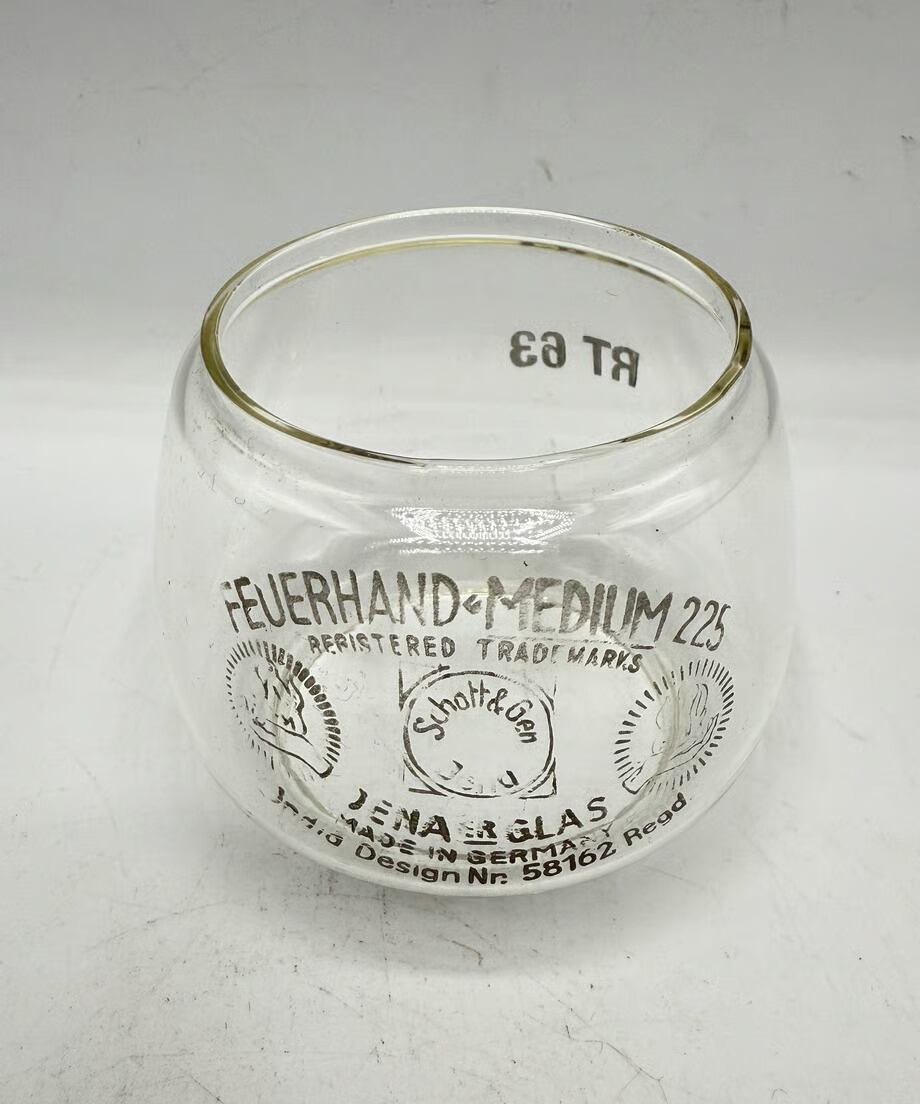 RT 63
FEUERHAND-MEDIUM 225
REGISTERED TRADEMARKS
Schott & Gen
Jena
JENAER GLAS
MADE IN GERMANY
India Design Nr. 58162 Regd